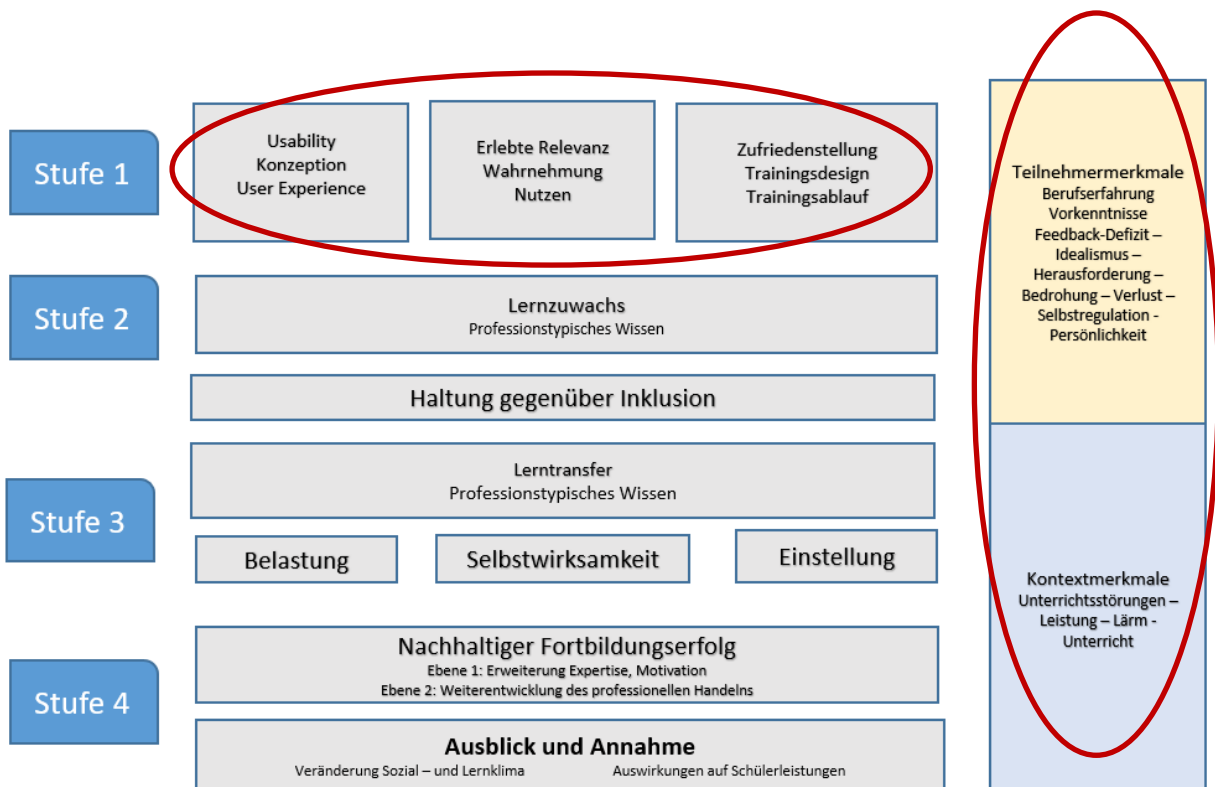 Stufe 1
Usability
Konzeption
User Experience
Erlebte Relevanz
Wahrnehmung
Nutzen
Zufriedenstellung
Trainingsdesign
Trainingsablauf
Stufe 2
Lernzuwachs
Professionstypisches Wissen
Haltung gegenüber Inklusion
Stufe 3
Lerntransfer
Professionstypisches Wissen
Belastung
Selbstwirksamkeit
Einstellung
Stufe 4
Nachhaltiger Fortbildungserfolg
Ebene 1: Erweiterung Expertise, Motivation
Ebene 2: Weiterentwicklung des professionellen Handelns
Ausblick und Annahme
Veränderung Sozial – und Lernklima
Auswirkungen auf Schülerleistungen
Teilnehmermerkmale
Berufserfahrung
Vorkenntnisse
Feedback-Defizit –
Idealismus –
Herausforderung –
Bedrohung – Verlust –
Selbstregulation -
Persönlichkeit
Kontextmerkmale
Unterrichtsstörungen –
Leistung – Lärm -
Unterricht